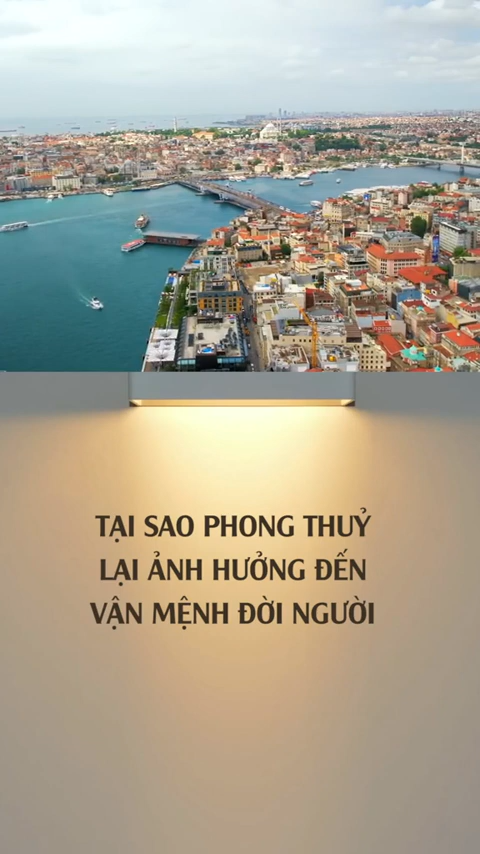 TẠI SAO PHONG THUỶ
LẠI ẢNH HƯỞNG ĐẾN
VẬN MỆNH ĐỜI NGƯỜI